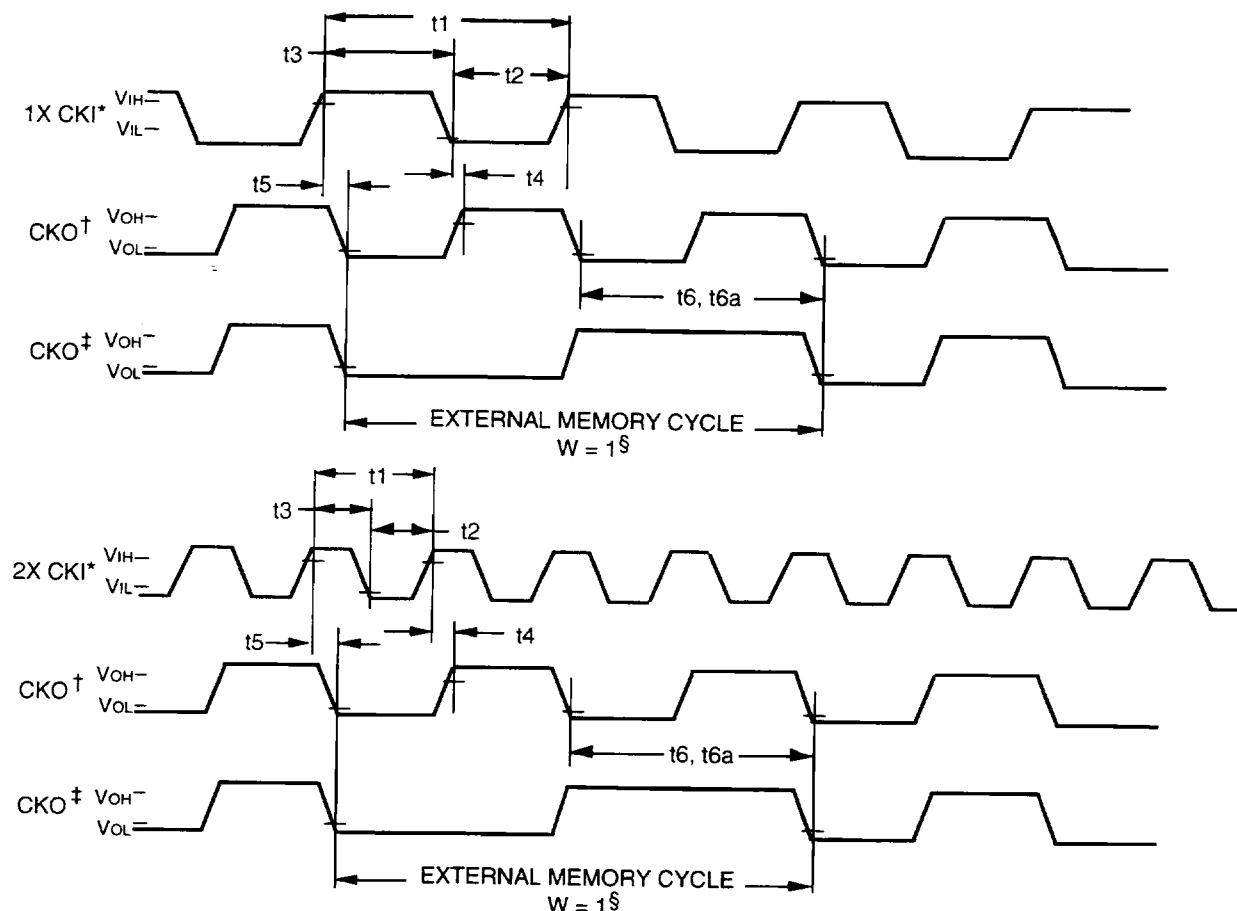 t1
t3
t2
1X CKI*
VIH
VIL
t5
t4
CKO†
VOH
VOL
t6, t6a
CKO‡
VOH
VOL
EXTERNAL MEMORY CYCLE
W = 1§
t1
t3
t2
2X CKI*
VIH
VIL
t5
t4
CKO†
VOH
VOL
t6, t6a
CKO‡
VOH
VOL
EXTERNAL MEMORY CYCLE
W = 1§